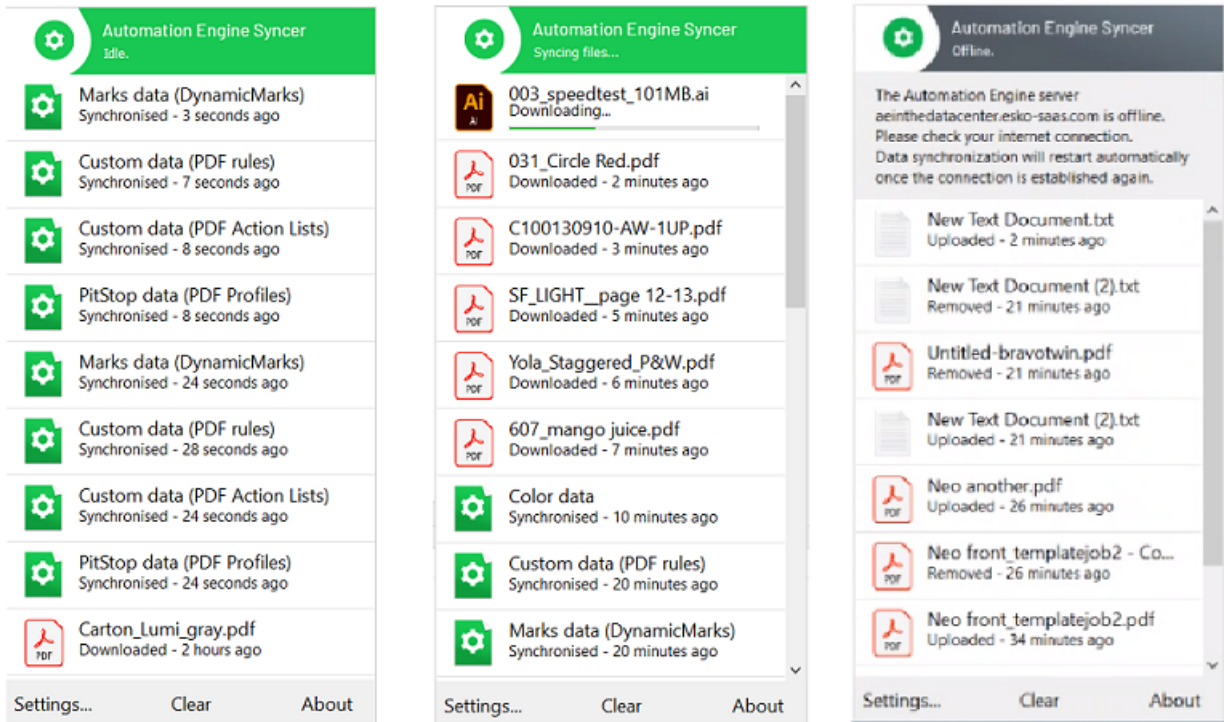 Automation Engine Syncer
Idle.
Marks data (DynamicMarks)
Synchronised - 3 seconds ago
Custom data (PDF rules)
Synchronised - 7 seconds ago
Custom data (PDF Action Lists)
Synchronised - 8 seconds ago
PitStop data (PDF Profiles)
Synchronised - 8 seconds ago
Marks data (DynamicMarks)
Synchronised - 24 seconds ago
Custom data (PDF rules)
Synchronised - 28 seconds ago
Custom data (PDF Action Lists)
Synchronised - 24 seconds ago
PitStop data (PDF Profiles)
Synchronised - 24 seconds ago
PDF
Carton_Lumi_gray.pdf
Downloaded - 2 hours ago
Settings... Clear About
Automation Engine Syncer
Syncing files...
Ai
AI
003_speedtest_101MB.ai
Downloading...
PDF
031_Circle Red.pdf
Downloaded - 2 minutes ago
PDF
C100130910-AW-1UP.pdf
Downloaded - 3 minutes ago
PDF
SF_LIGHT__page 12-13.pdf
Downloaded - 5 minutes ago
PDF
Yola_Staggered_P&W.pdf
Downloaded - 6 minutes ago
PDF
607_mango juice.pdf
Downloaded - 7 minutes ago
Color data
Synchronised - 10 minutes ago
Custom data (PDF rules)
Synchronised - 20 minutes ago
Marks data (DynamicMarks)
Synchronised - 20 minutes ago
Settings... Clear About
Automation Engine Syncer
Offline.
The Automation Engine server
aeinthedatacenter.esko-saas.com is offline.
Please check your internet connection.
Data synchronization will restart automatically
once the connection is established again.
New Text Document.txt
Uploaded - 2 minutes ago
New Text Document (2).txt
Removed - 21 minutes ago
PDF
Untitled-bravotwin.pdf
Removed - 21 minutes ago
New Text Document (2).txt
Uploaded - 21 minutes ago
PDF
Neo another.pdf
Uploaded - 26 minutes ago
PDF
Neo front_templatejob2 - Co...
Removed - 26 minutes ago
PDF
Neo front_templatejob2.pdf
Uploaded - 34 minutes ago
Settings... Clear About